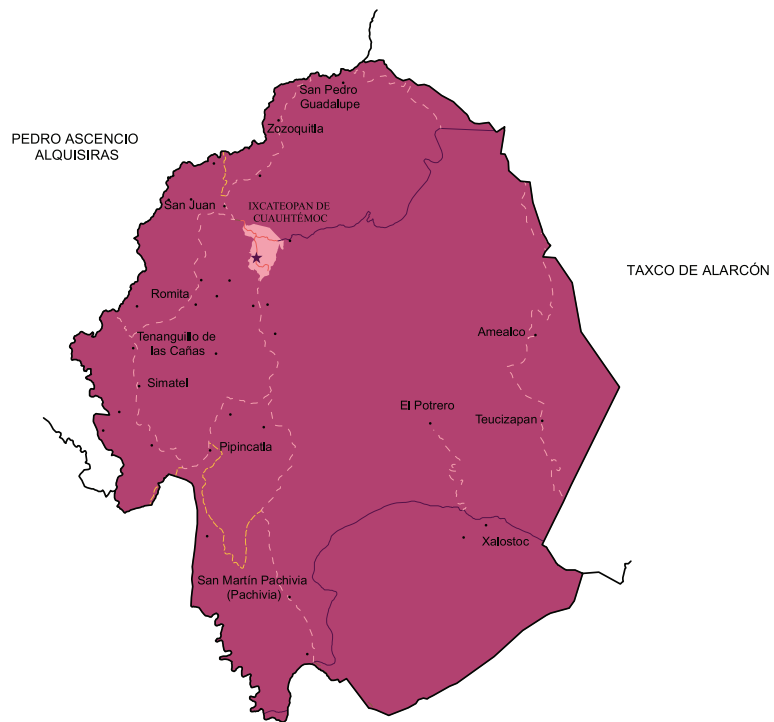 San Pedro
Guadalupe
Zozoquitla
PEDRO ASCENCIO
ALQUISIRAS
San Juan
IXCATEOPAN DE
CUAUHTÉMOC
TAXCO DE ALARCÓN
Romita
Tenanguillo de
las Cañas
Amealco
Simatel
El Potrero
Teucizapan
Pipincatla
Xalostoc
San Martín Pachivia
(Pachivia)